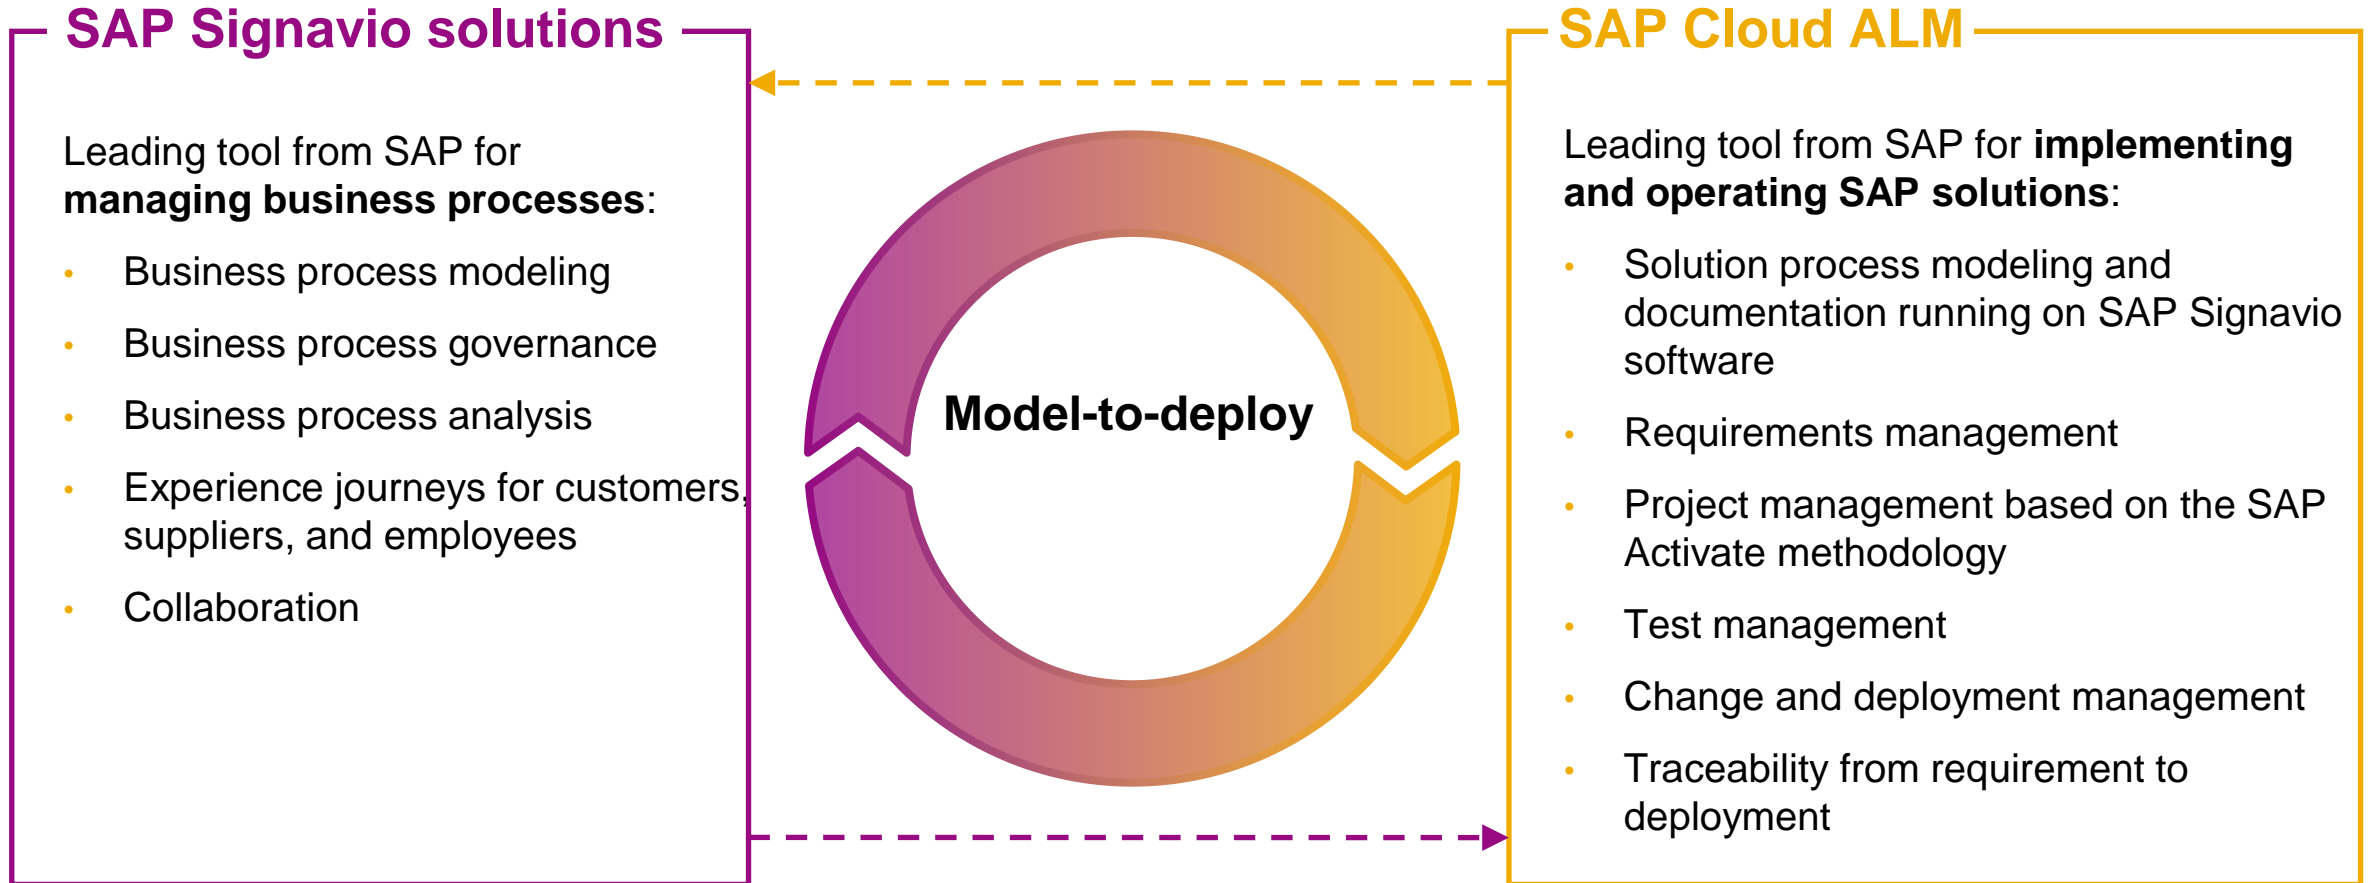 SAP Signavio solutions
Leading tool from SAP for
managing business processes:
• Business process modeling
• Business process governance
• Business process analysis
• Experience journeys for customers,
suppliers, and employees
• Collaboration
Model-to-deploy
SAP Cloud ALM
Leading tool from SAP for implementing
and operating SAP solutions:
• Solution process modeling and
documentation running on SAP Signavio
software
• Requirements management
• Project management based on the SAP
Activate methodology
• Test management
• Change and deployment management
• Traceability from requirement to
deployment